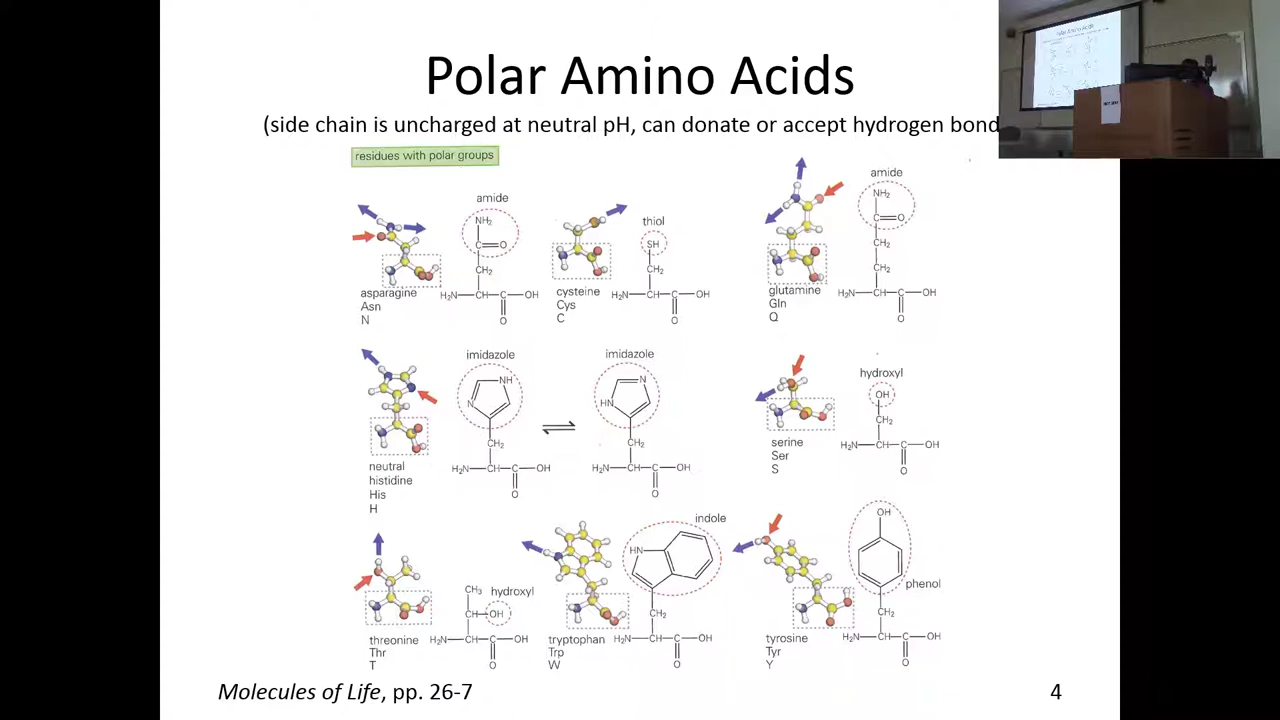 Polar Amino Acids
(side chain is uncharged at neutral pH, can donate or accept hydrogen bond
residues with polar groups
amide
NH₂
C=O
CH₂
H₂N—CH—C—OH
O
asparagine
Asn
N
thiol
SH
CH₂
H₂N—CH—C—OH
O
cysteine
Cys
C
amide
NH₂
C=O
CH₂
CH₂
H₂N—CH—C—OH
O
glutamine
Gln
Q
imidazole
NH
N
CH₂
H₂N—CH—C—OH
O
imidazole
N
HN
CH₂
H₂N—CH—C—OH
O
neutral
histidine
His
H
hydroxyl
OH
CH₂
H₂N—CH—C—OH
O
serine
Ser
S
CH₃ hydroxyl
CH—OH
H₂N—CH—C—OH
O
threonine
Thr
T
indole
HN
CH₂
H₂N—CH—C—OH
O
tryptophan
Trp
W
OH
phenol
CH₂
H₂N—CH—C—OH
O
tyrosine
Tyr
Y
Molecules of Life, pp. 26-7
4
Polar Amino Acids